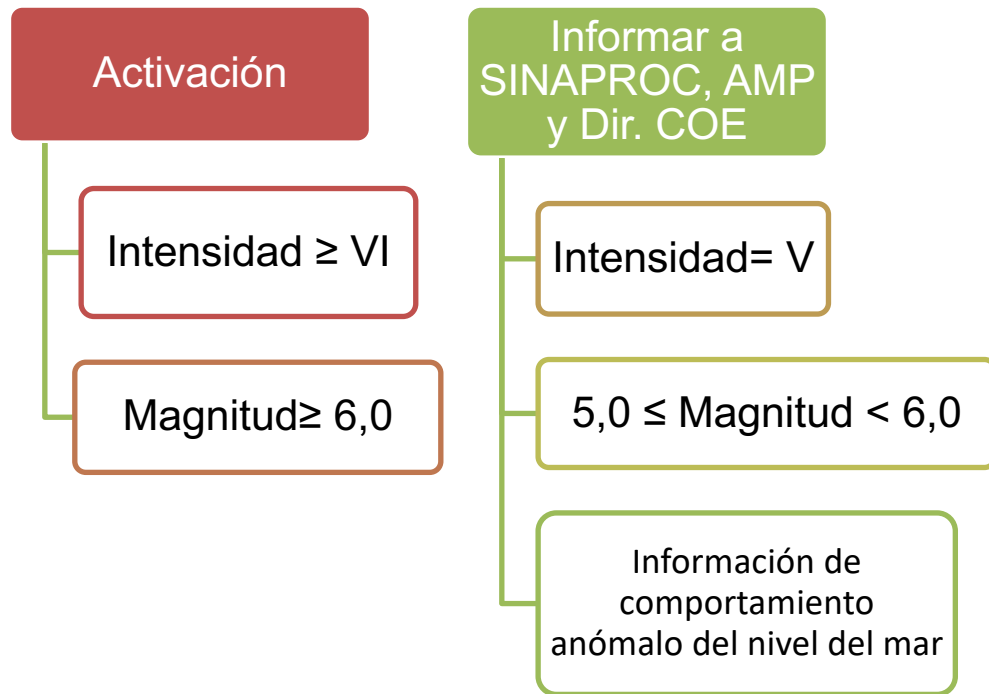 Activación
Intensidad ≥ VI
Magnitud≥ 6,0
Informar a
SINAPROC, AMP
y Dir. COE
Intensidad= V
5,0 ≤ Magnitud < 6,0
Información de
comportamiento
anómalo del nivel del mar